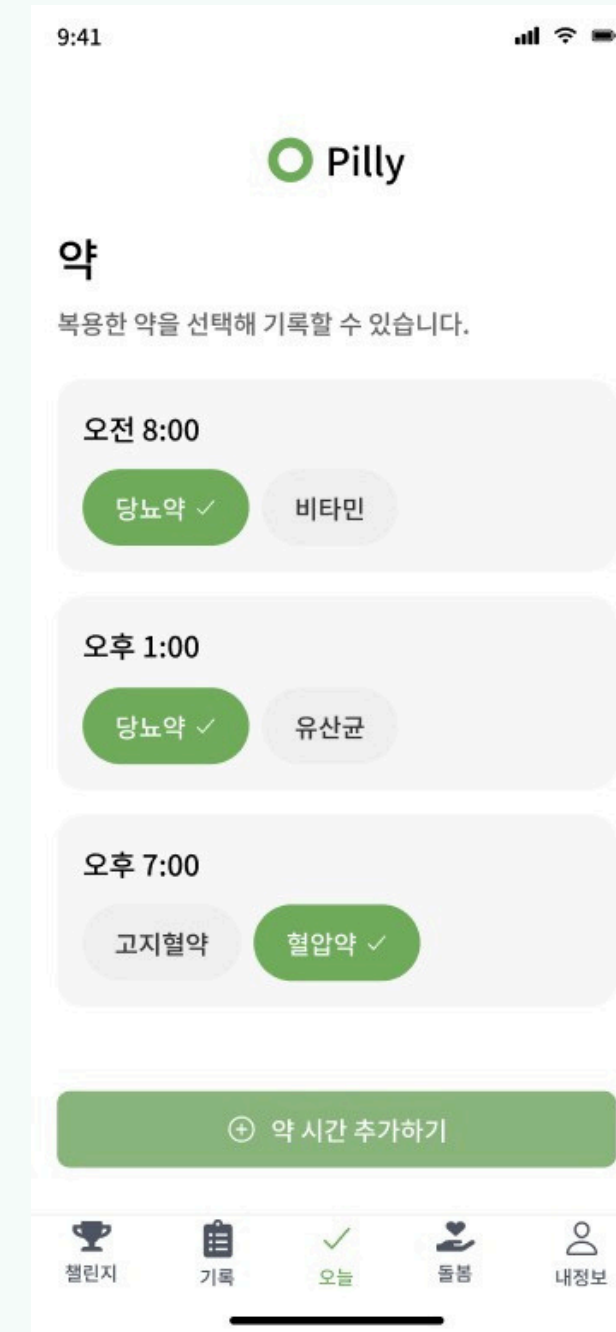 9:41
Pilly
약
복용한 약을 선택해 기록할 수 있습니다.
오전 8:00
당뇨약 비타민
오후 1:00
당뇨약 유산균
오후 7:00
고지혈약 혈압약
약 시간 추가하기
챌린지 기록 오늘 돌봄 내정보